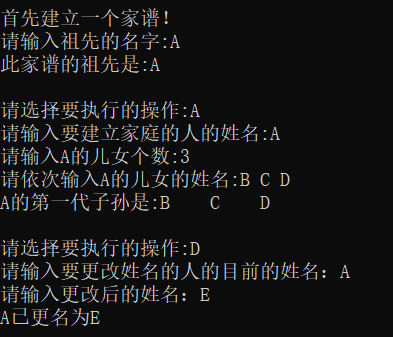 首先建立一个家谱!
请输入祖先的名字:A
此家谱的祖先是:A
请选择要执行的操作:A
请输入要建立家庭的人的姓名:A
请输入A的儿女个数:3
请依次输入A的儿女的姓名:B C D
A的第一代子孙是:B    C    D
请选择要执行的操作:D
请输入要更改姓名的人的目前的姓名：A
请输入更改后的姓名：E
A已更名为E